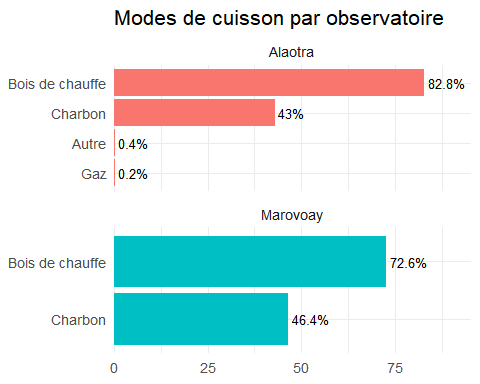 Modes de cuisson par observatoire
Alaotra
Bois de chauffe 82.8%
Charbon 43%
Autre 0.4%
Gaz 0.2%
Marovoay
Bois de chauffe 72.6%
Charbon 46.4%
0 25 50 75